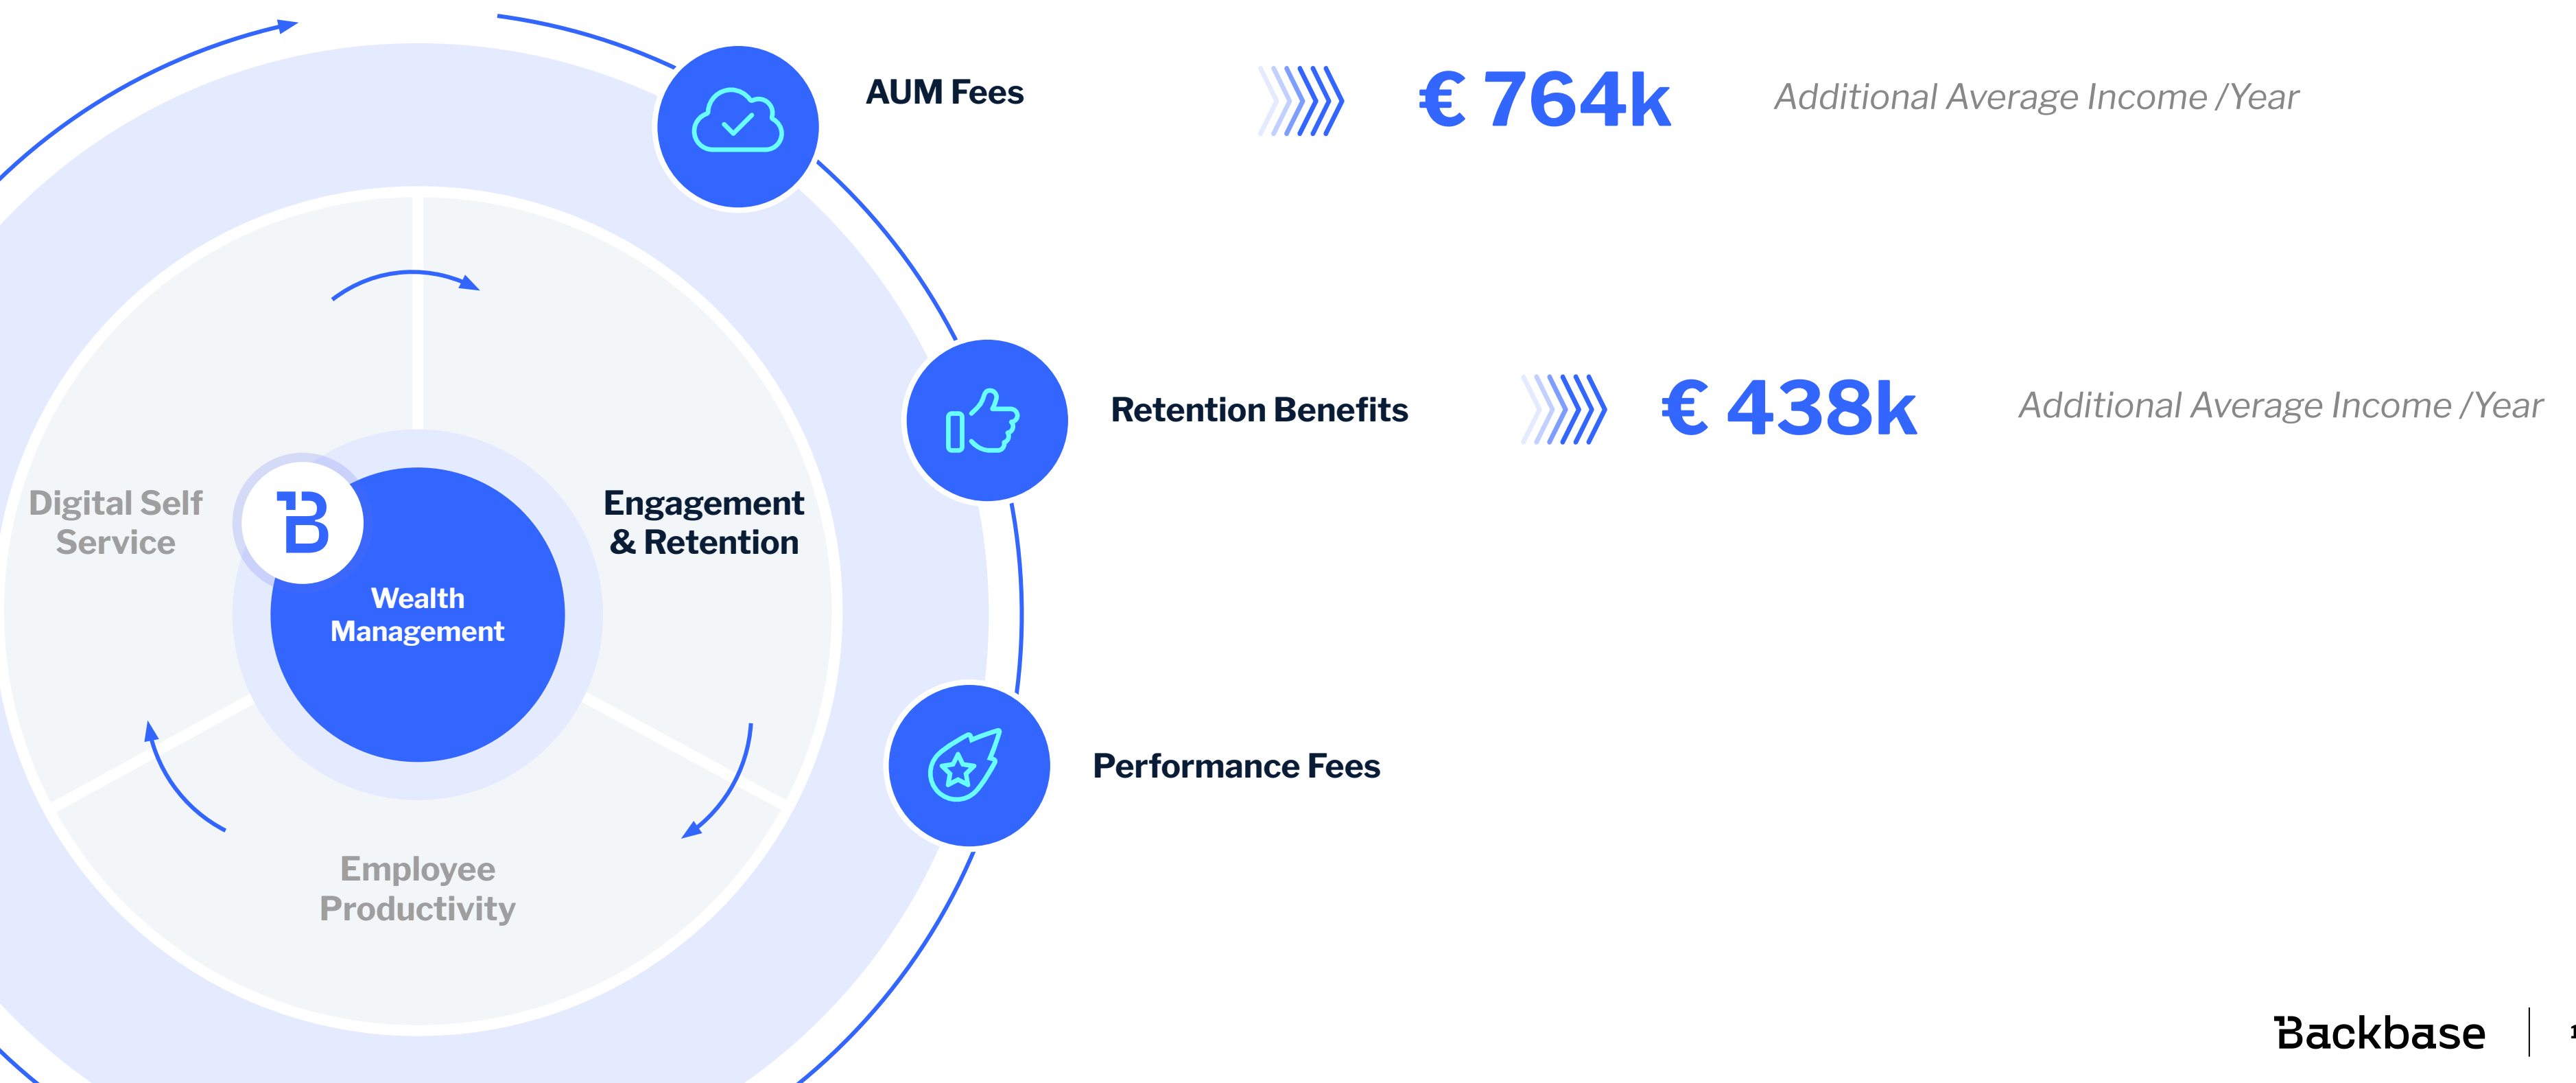 AUM Fees
€ 764k
Additional Average Income /Year
Retention Benefits
€ 438k
Additional Average Income /Year
Digital Self
Service
B
Engagement
& Retention
Wealth
Management
Performance Fees
Employee
Productivity
Backbase